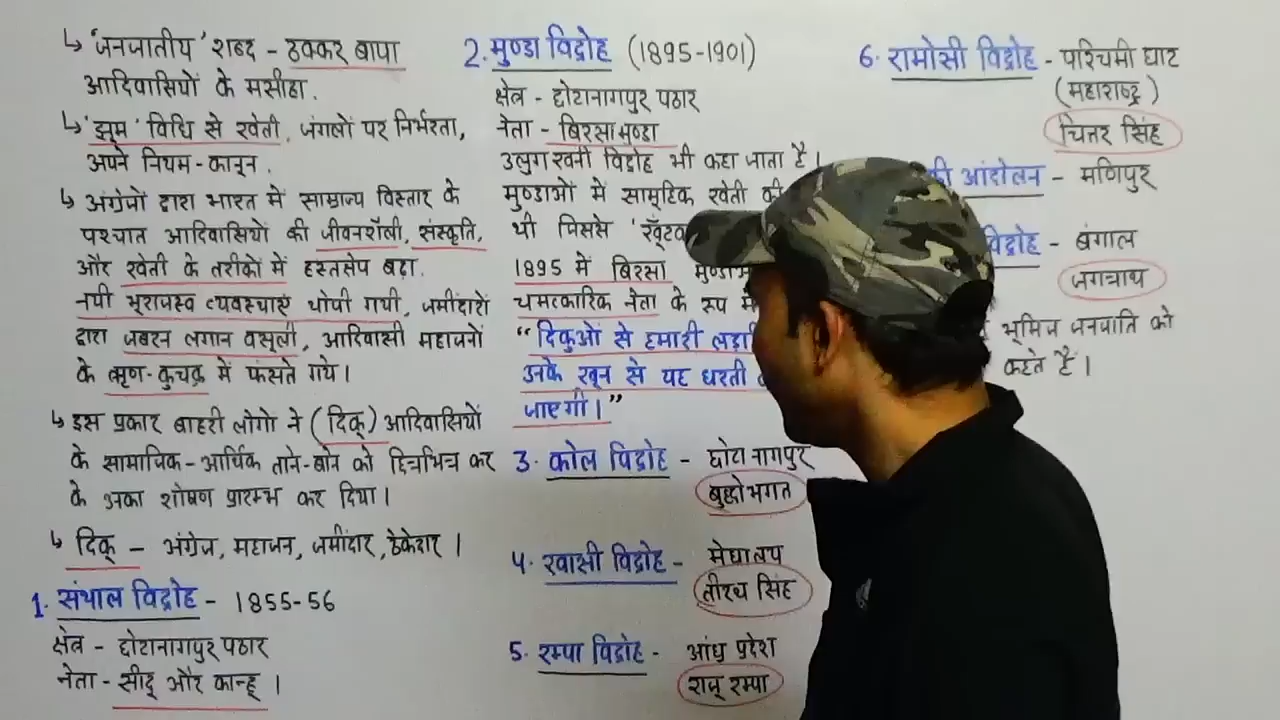 ↳ 'जनजातीय' शब्द - ठक्कर बापा
आदिवासियों के मसीहा.
↳ 'झूम' विधि से खेती, जंगलों पर निर्भरता,
अपने नियम-कानून.
↳ अंग्रेजों द्वारा भारत में साम्राज्य विस्तार के
पश्चात आदिवासियों की जीवनशैली, संस्कृति,
और खेती के तरीकों में हस्तक्षेप बढ़ा.
नयी भूराजस्व व्यवस्थाएं थोपी गयी, जमींदारों
द्वारा जबरन लगान वसूली, आदिवासी महाजनों
के ऋण-कुचक्र में फंसते गये।
↳ इस प्रकार बाहरी लोगो ने (दिकू) आदिवासियों
के सामाजिक-आर्थिक ताने-बाने को छिन्नभिन्न कर
के उनका शोषण प्रारम्भ कर दिया।
↳ दिकू - अंग्रेज, महाजन, जमींदार, ठेकेदार।
1. संथाल विद्रोह - 1855-56
क्षेत्र - छोटानागपुर पठार
नेता - सीदू और कान्हू।
2. मुण्डा विद्रोह (1895-1901)
क्षेत्र - छोटानागपुर पठार
नेता - बिरसा मुण्डा
उलुगखनी विद्रोह भी कहा जाता है।
मुण्डाओं में सामूहिक खेती की
थी जिससे
1895 में बिरसा
चमत्कारिक नेता के रूप में
"दिकुओं से हमारी
उनके खून से यह धरती
जाएगी।"
3. कोल विद्रोह - छोटा नागपुर
बुद्धो भगत
4. खासी विद्रोह - मेघालय
तीरथ सिंह
5. रम्पा विद्रोह - आंध्र प्रदेश
राजू रम्पा
6. रामोसी विद्रोह - पश्चिमी घाट
(महाराष्ट्र)
चित्तर सिंह
आंदोलन - मणिपुर
विद्रोह - बंगाल
जगन्नाथ
भूमिज जनजाति को
कहते हैं।